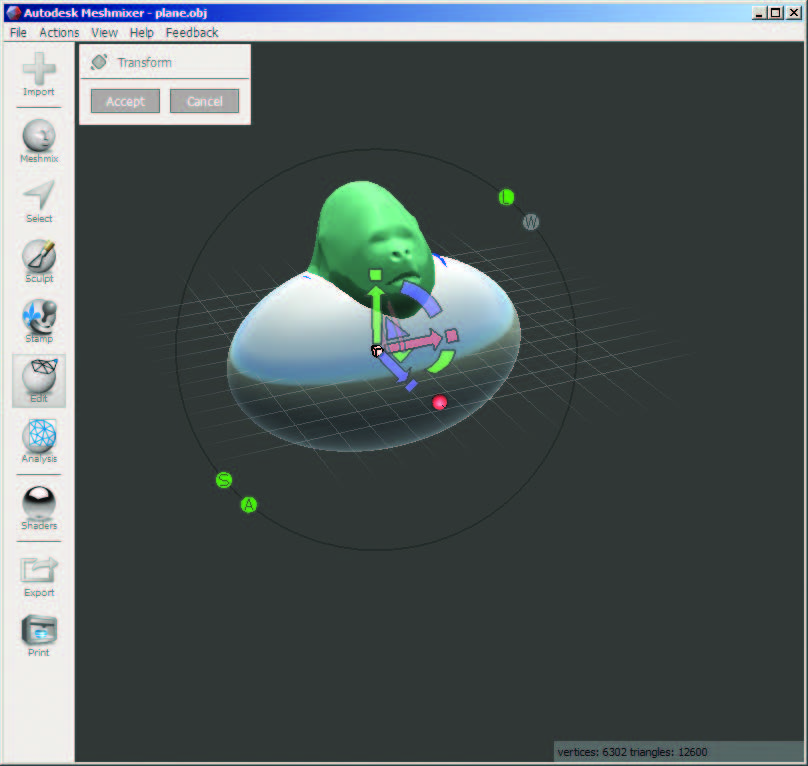 Autodesk Meshmixer - plane.obj
File Actions View Help Feedback
Transform
Accept Cancel
Import
Meshmix
Select
Sculpt
Stamp
Edit
Analysis
Shaders
Export
Print
L
W
S
A
vertices: 6302 triangles: 12600